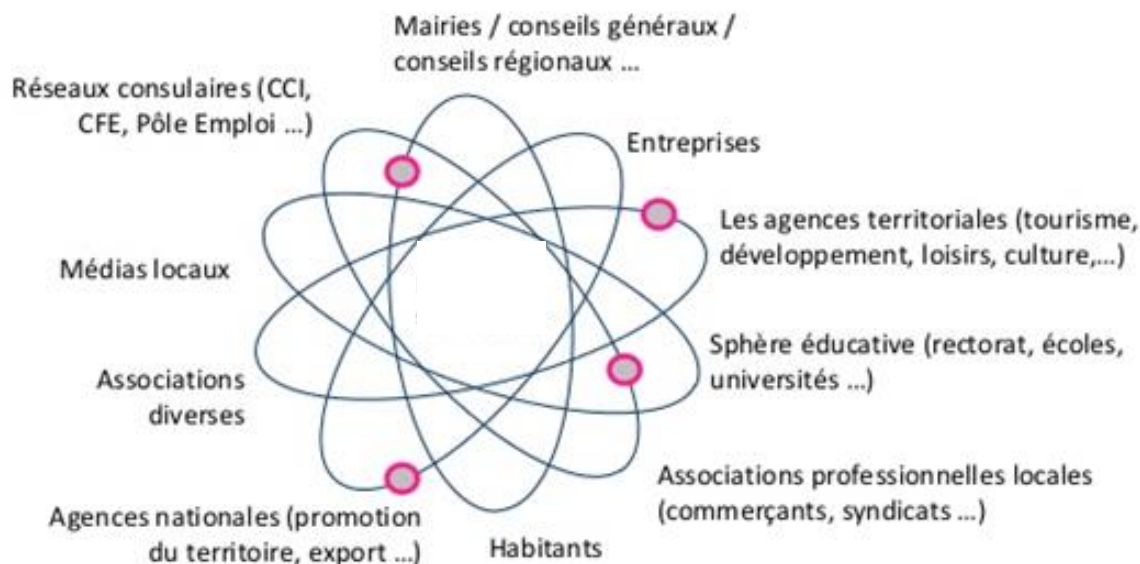 Mairies / conseils généraux /
conseils régionaux ...
Réseaux consulaires (CCI,
CFE, Pôle Emploi ...)
Entreprises
Les agences territoriales (tourisme,
développement, loisirs, culture,...)
Médias locaux
Sphère éducative (rectorat, écoles,
universités ...)
Associations
diverses
Associations professionnelles locales
(commerçants, syndicats ...)
Agences nationales (promotion
du territoire, export ...)
Habitants